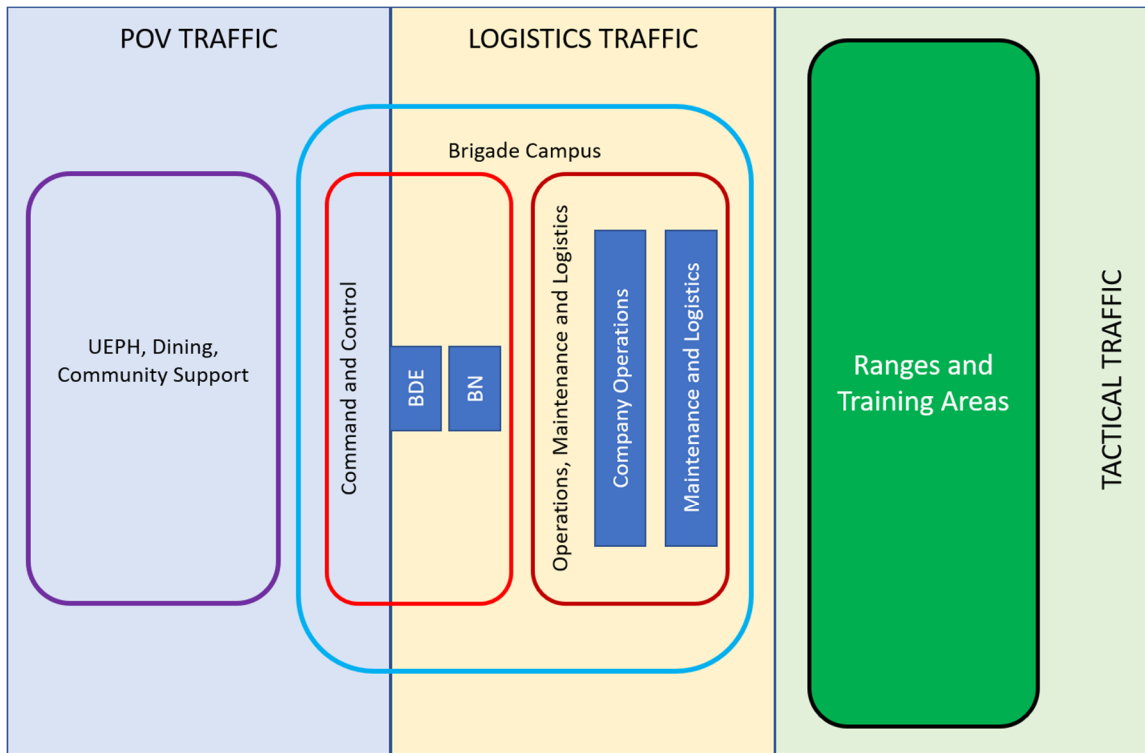 POV TRAFFIC
LOGISTICS TRAFFIC
Brigade Campus
UEPH, Dining,
Community Support
Command and Control
BDE
BN
Operations, Maintenance and Logistics
Company Operations
Maintenance and Logistics
Ranges and
Training Areas
TACTICAL TRAFFIC